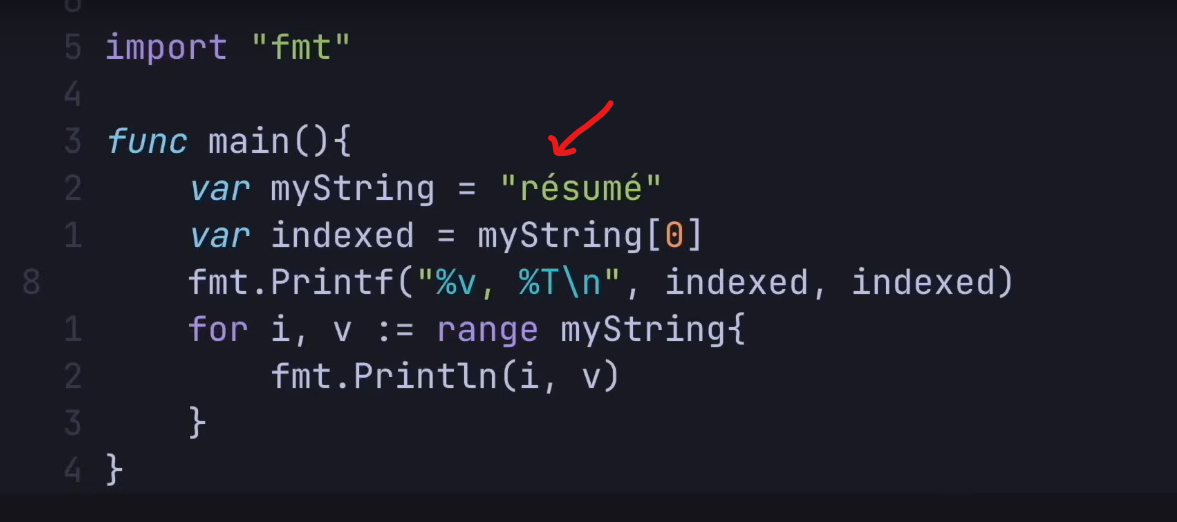 5 import "fmt"
4
3 func main(){
2 var myString = "résumé"
1 var indexed = myString[0]
8 fmt.Printf("%v, %T\n", indexed, indexed)
1 for i, v := range myString{
2 fmt.Println(i, v)
3 }
4 }